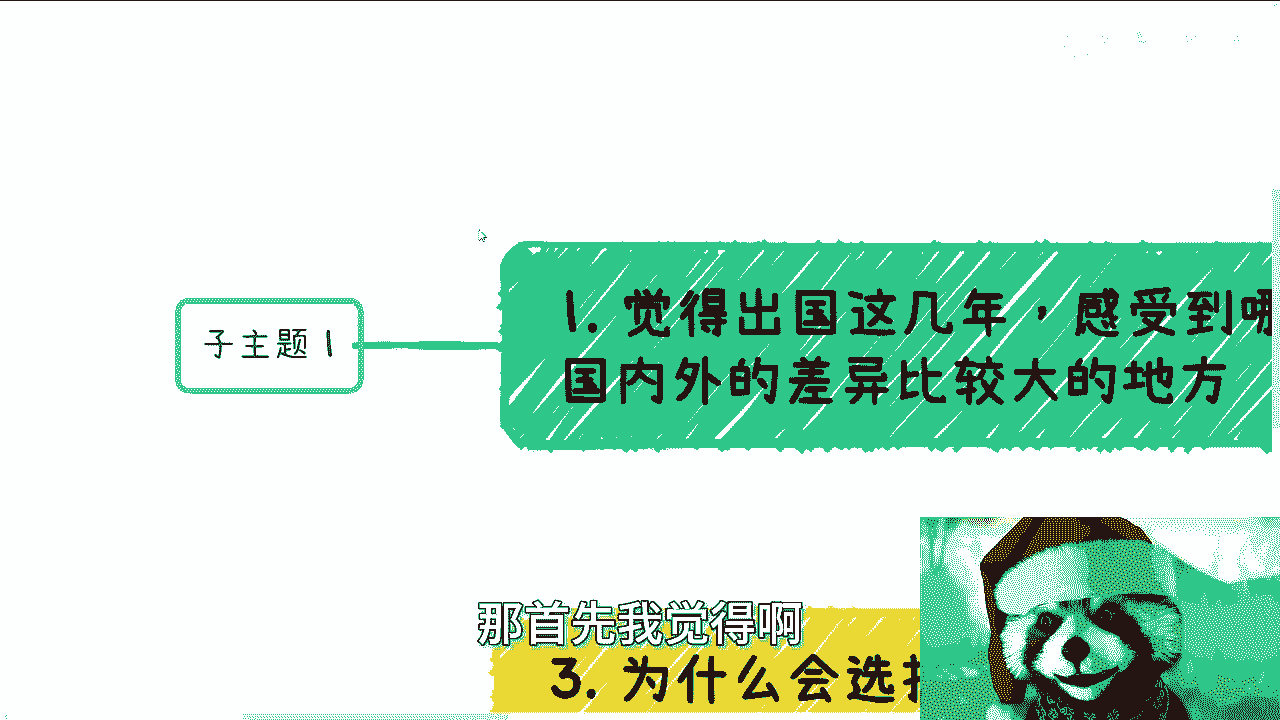 子主题 1
1. 觉得出国这几年，感受到哪
国内外的差异比较大的地方
那首先我觉得啊
3. 为什么会选